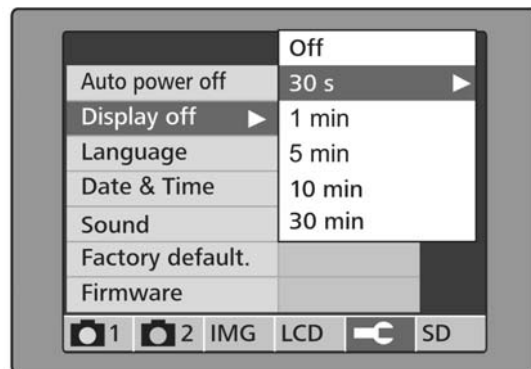 Off
Auto power off 30 s
Display off 1 min
Language 5 min
Date & Time 10 min
Sound 30 min
Factory default.
Firmware
1 2 IMG LCD SD